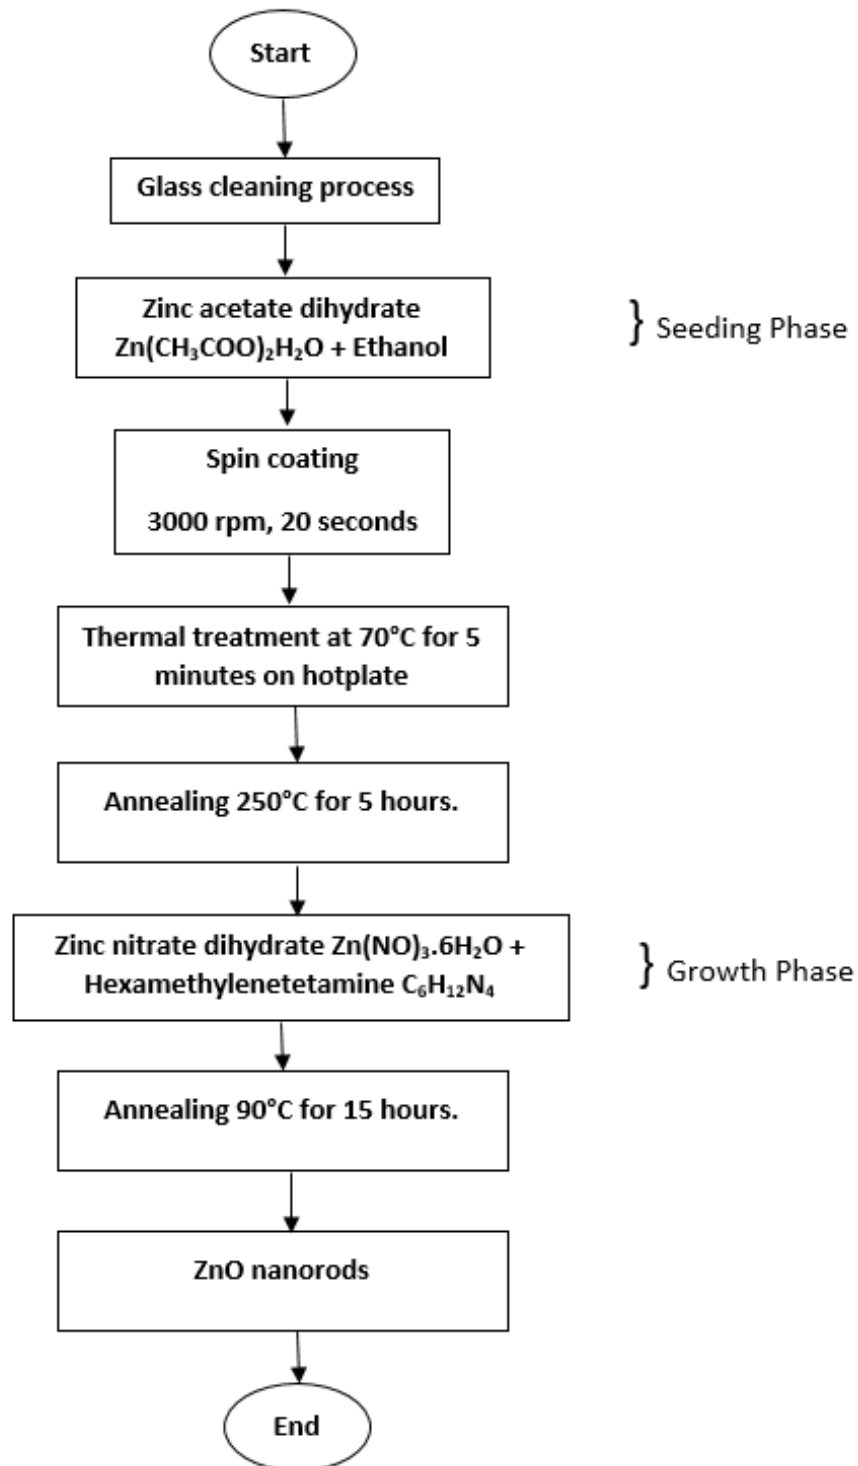 Start
Glass cleaning process
Zinc acetate dihydrate
Zn(CH₃COO)₂H₂O + Ethanol
} Seeding Phase
Spin coating
3000 rpm, 20 seconds
Thermal treatment at 70°C for 5
minutes on hotplate
Annealing 250°C for 5 hours.
Zinc nitrate dihydrate Zn(NO)₃.6H₂O +
Hexamethylenetetamine C₆H₁₂N₄
} Growth Phase
Annealing 90°C for 15 hours.
ZnO nanorods
End